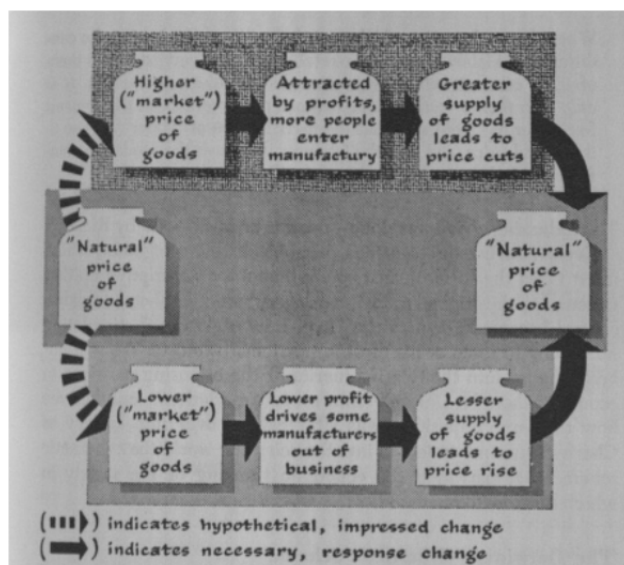 Higher
("market")
price
of
goods
Attracted
by profits,
more people
enter
manufactury
Greater
supply
of goods
leads to
price cuts
"Natural"
price
of
goods
"Natural"
price
of
goods
Lower
("market")
price
of
goods
Lower profit
drives some
manufacturers
out of
business
Lesser
supply
of goods
leads to
price rise
( ) indicates hypothetical, impressed change
( ) indicates necessary, response change